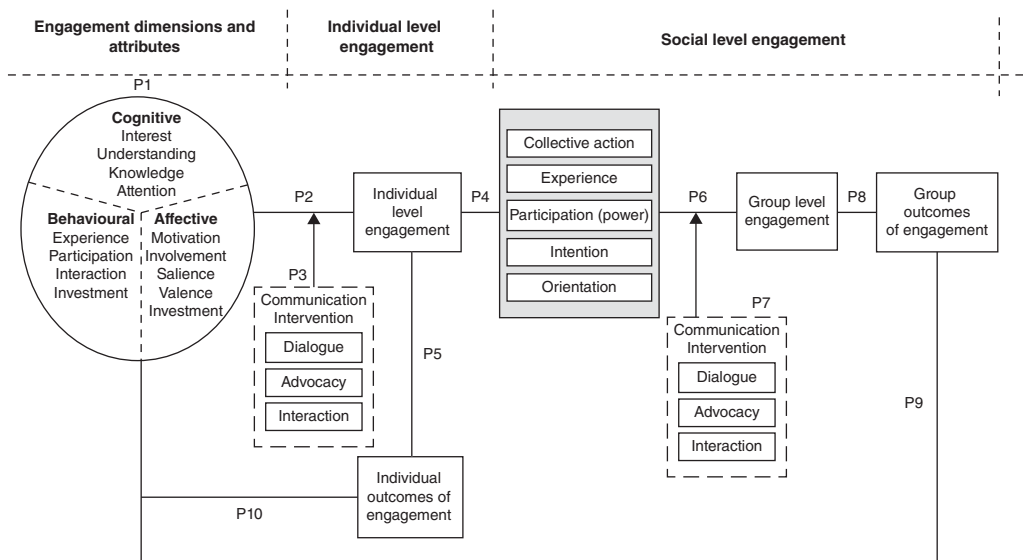 Engagement dimensions and
attributes
Individual level
engagement
Social level engagement
P1
Cognitive
Interest
Understanding
Knowledge
Attention
Behavioural
Experience
Participation
Interaction
Investment
Affective
Motivation
Involvement
Salience
Valence
Investment
P2
P3
Communication
Intervention
Dialogue
Advocacy
Interaction
Individual
level
engagement
P4
P5
Individual
outcomes of
engagement
P10
Collective action
Experience
Participation (power)
Intention
Orientation
P6
P7
Communication
Intervention
Dialogue
Advocacy
Interaction
Group level
engagement
P8
Group
outcomes
of engagement
P9